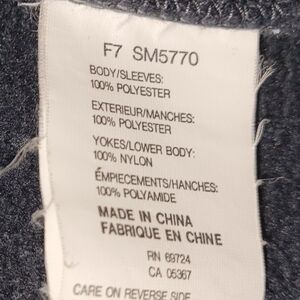 F7 SM5770
BODY/SLEEVES:
100% POLYESTER
EXTERIEUR/MANCHES:
100% POLYESTER
YOKES/LOWER BODY:
100% NYLON
ÉMPIECEMENTS/HANCHES:
100% POLYAMIDE
MADE IN CHINA
FABRIQUE EN CHINE
RN 69724
CA 05367
CARE ON REVERSE SIDE